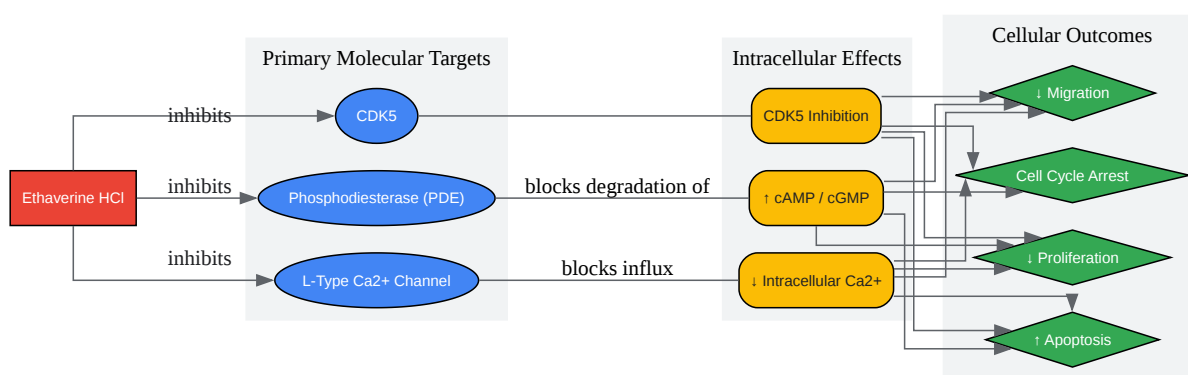 Primary Molecular Targets
Intracellular Effects
Cellular Outcomes
Ethaverine HCl
inhibits
CDK5
CDK5 Inhibition
inhibits
Phosphodiesterase (PDE)
blocks degradation of
↑ cAMP / cGMP
inhibits
L-Type Ca2+ Channel
blocks influx
↓ Intracellular Ca2+
↓ Migration
Cell Cycle Arrest
↓ Proliferation
↑ Apoptosis